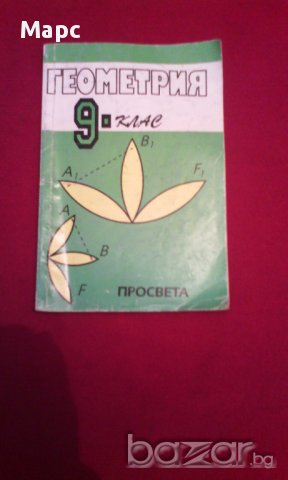 Марс
ГЕОМЕТРИЯ
9. КЛАС
B₁
A₁
F₁
A
B
F
ПРОСВЕТА
bazar.bg